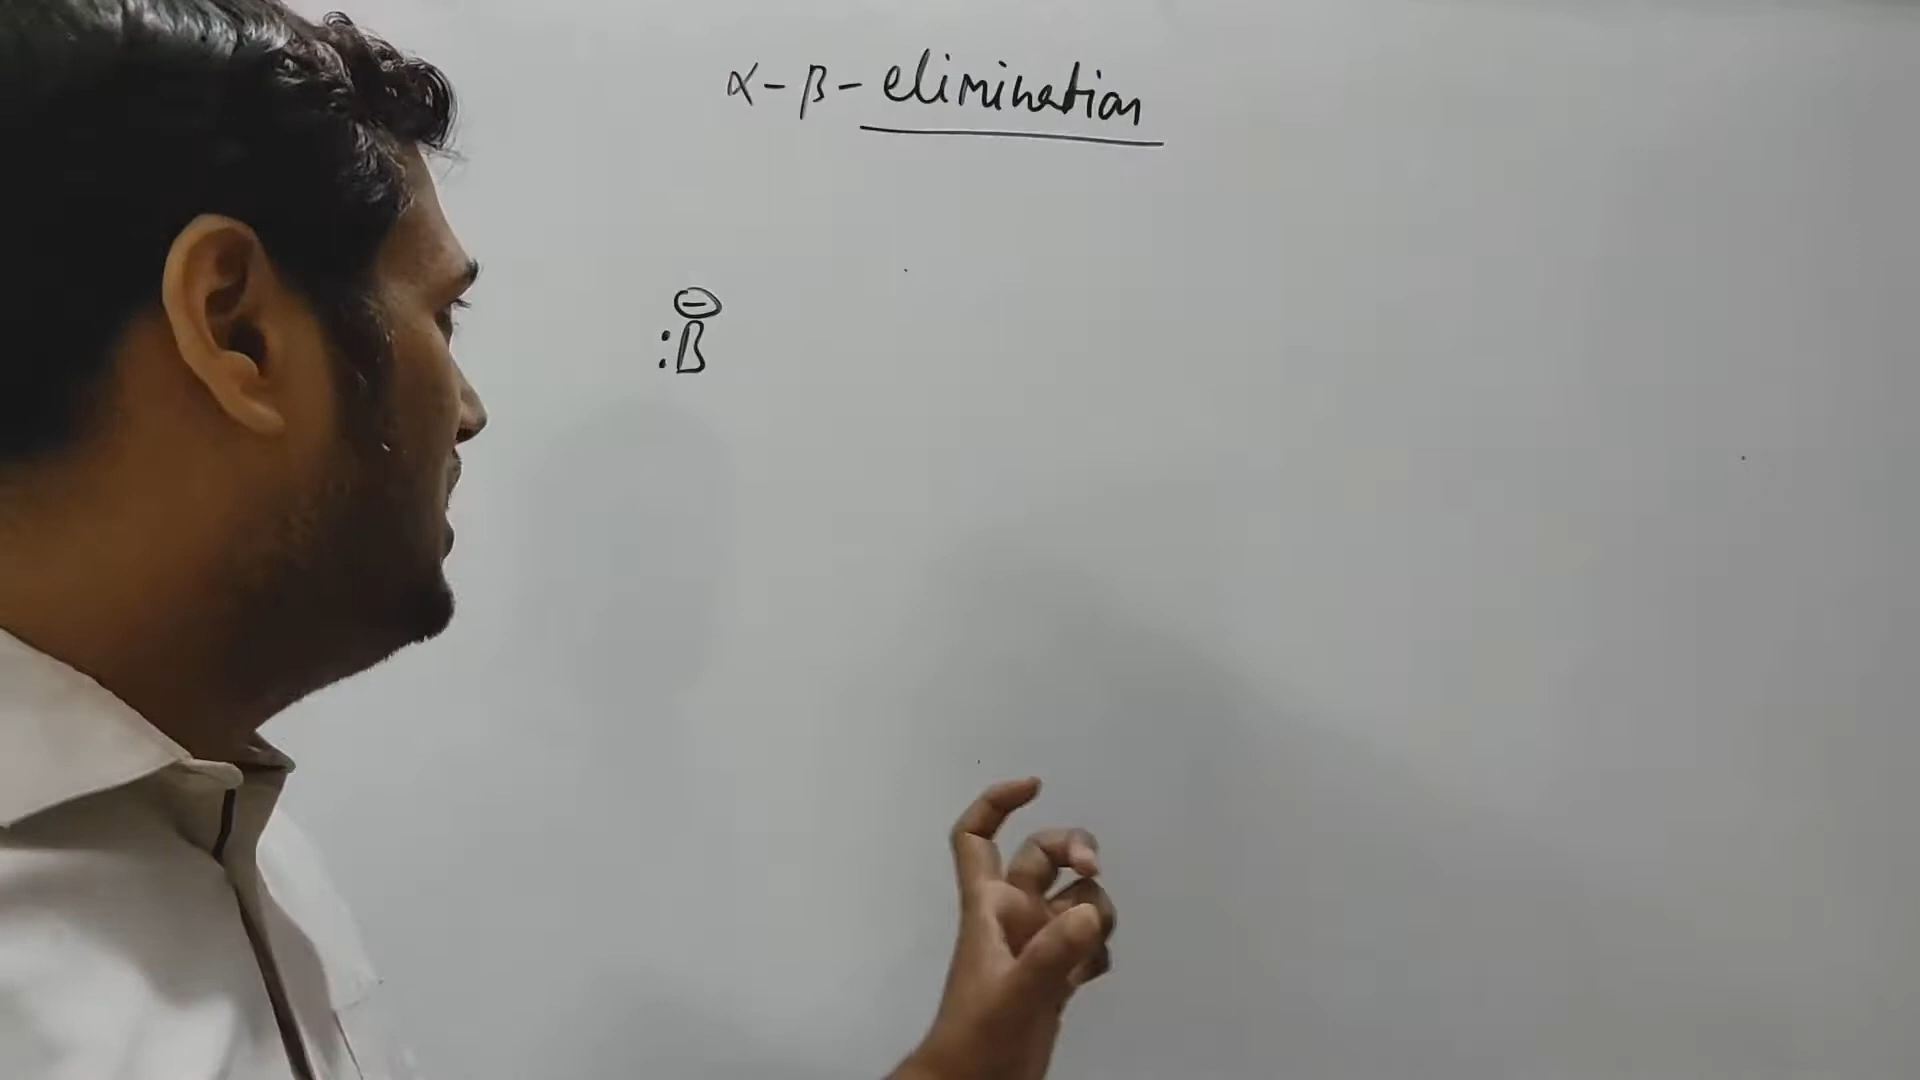 α-β-elimination
⊖
:B